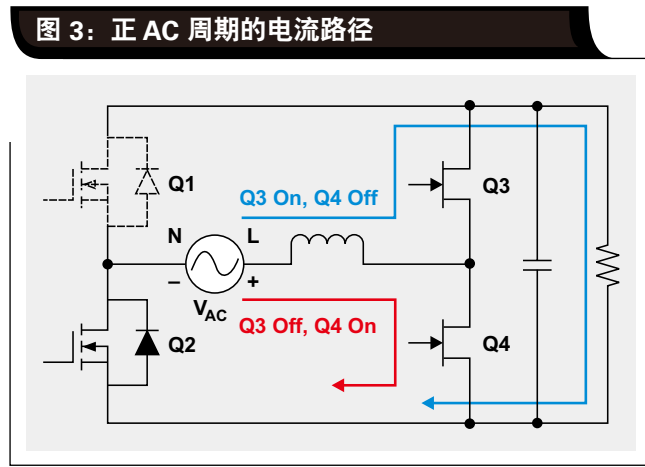 图 3：正 AC 周期的电流路径
Q1
Q3
Q3 On, Q4 Off
N
L
–
+
VAC
Q3 Off, Q4 On
Q2
Q4